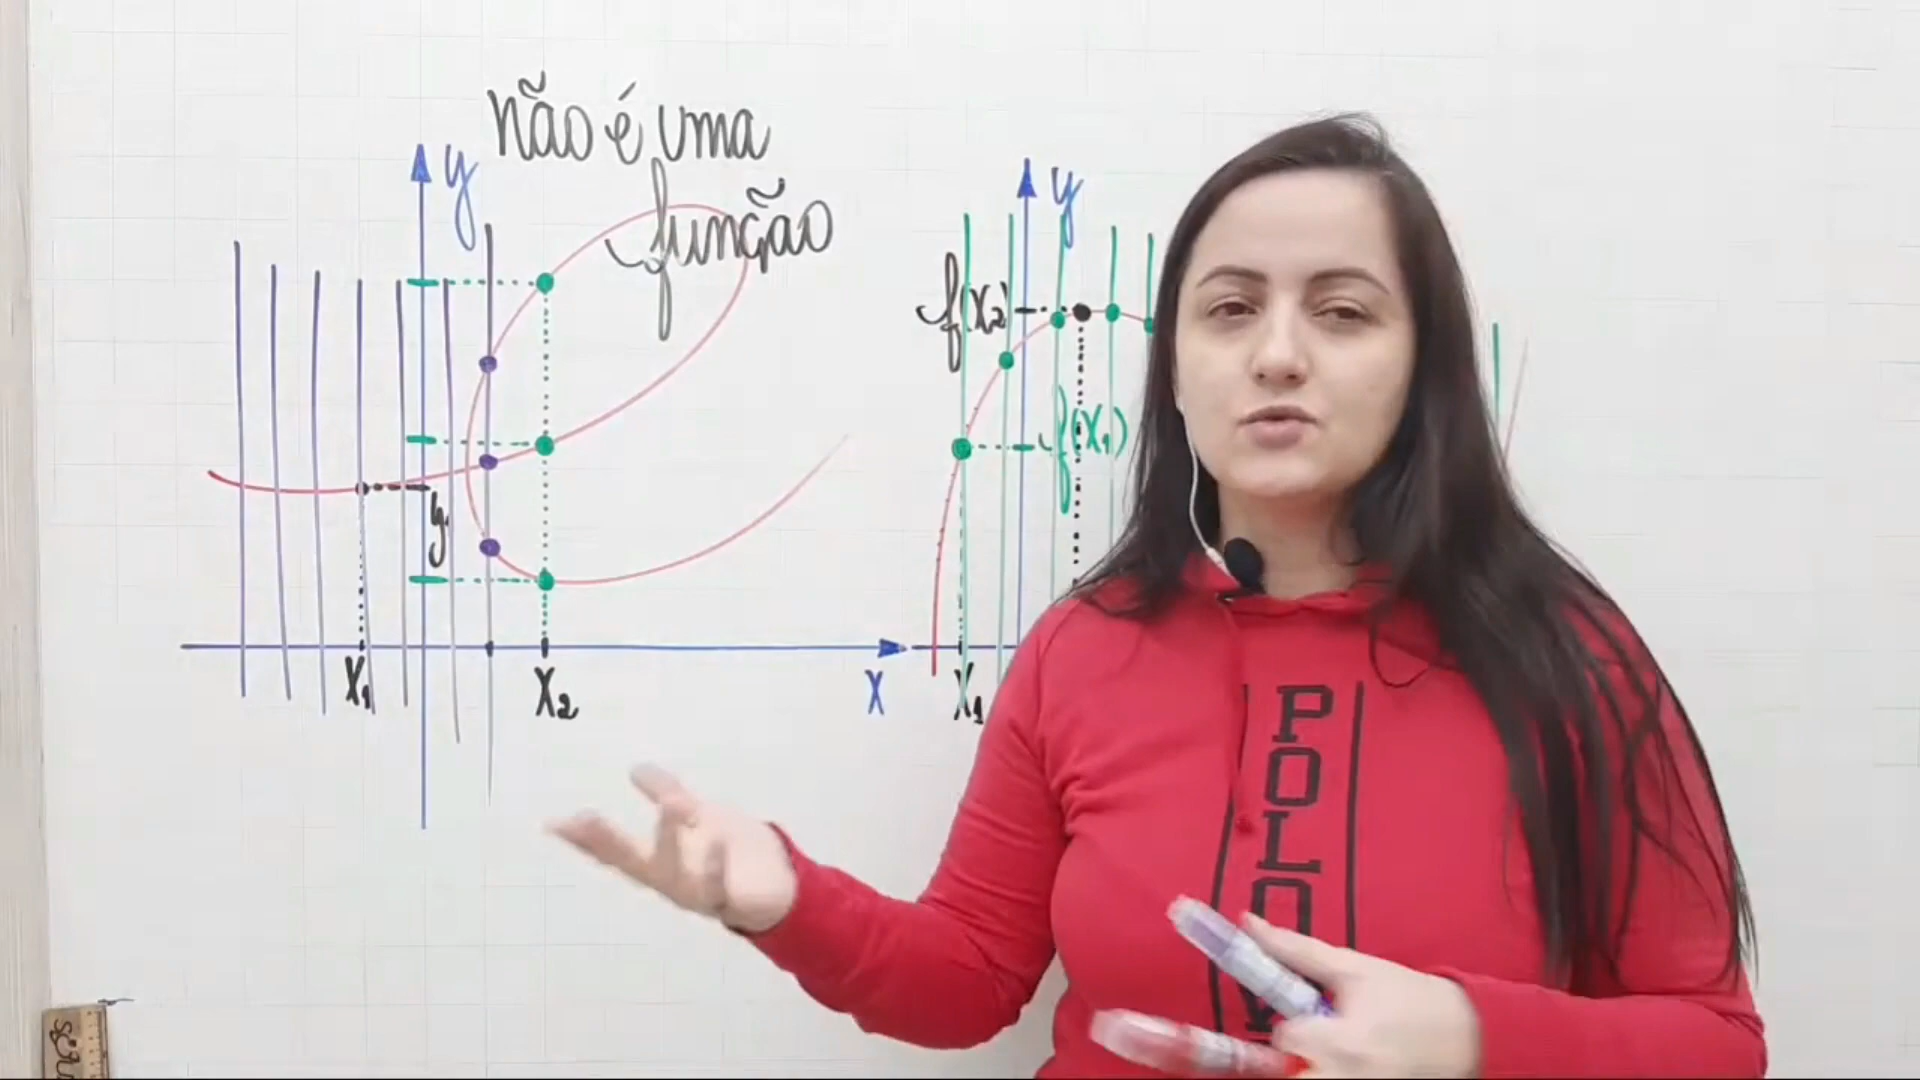 não é uma
função
y
y₁
x₁
x₂
x
y
f(x₂)
f(x₁)
x₁
POLO